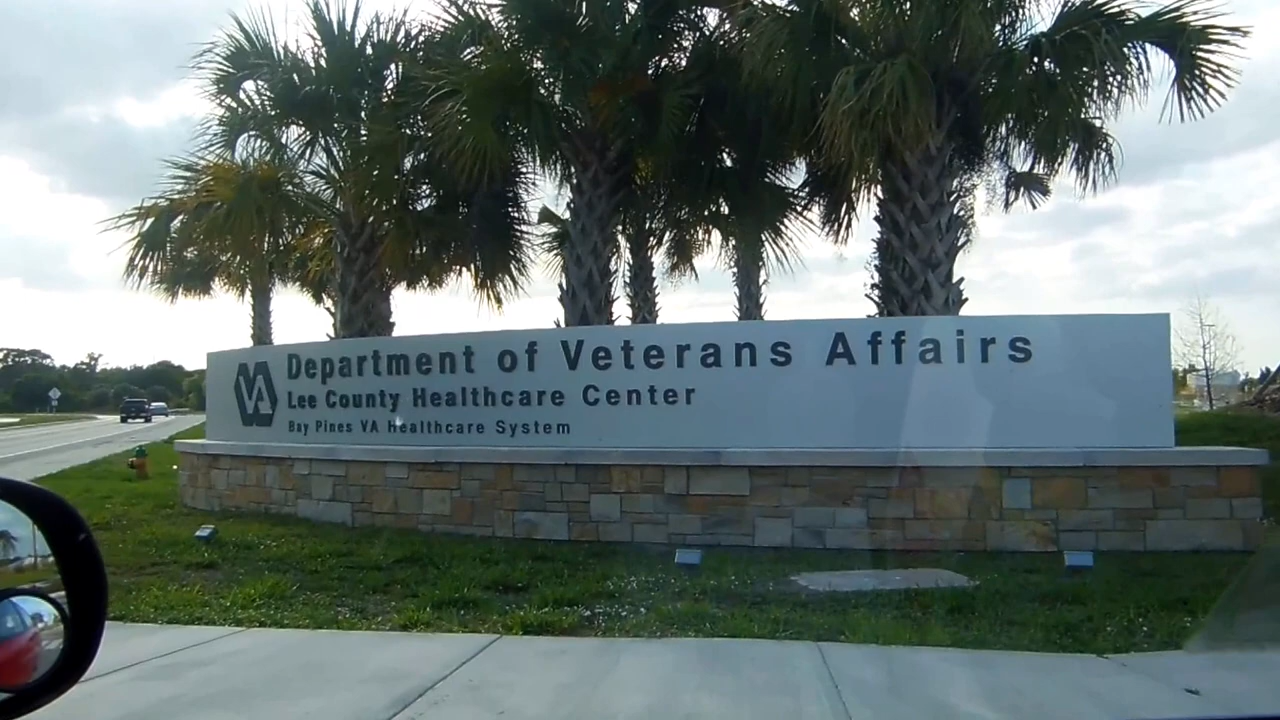 VA
Department of Veterans Affairs
Lee County Healthcare Center
Bay Pines VA Healthcare System